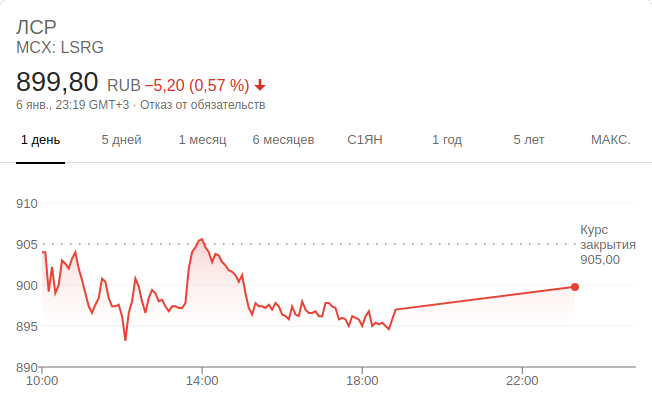 ЛСР
MCX: LSRG
899,80 RUB −5,20 (0,57 %)
6 янв., 23:19 GMT+3 · Отказ от обязательств
1 день 5 дней 1 месяц 6 месяцев С1ЯН 1 год 5 лет МАКС.
910
905
900
895
890
Курс
закрытия
905,00
10:00 14:00 18:00 22:00